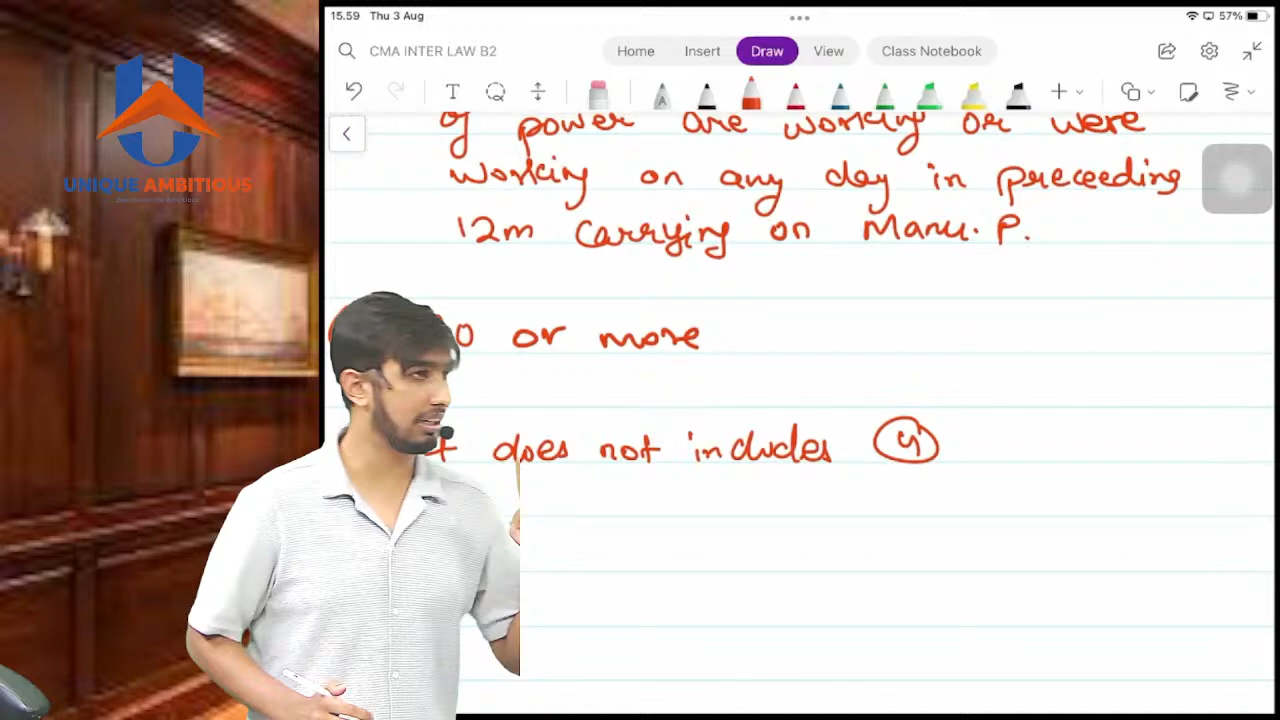 15.59 Thu 3 Aug
57%
CMA INTER LAW B2
Home Insert Draw View Class Notebook
T
A
UNIQUE AMBITIOUS
of power are working or were
working on any day in preceeding
12m carrying on Manu. P.
0 or more
does not includes 4